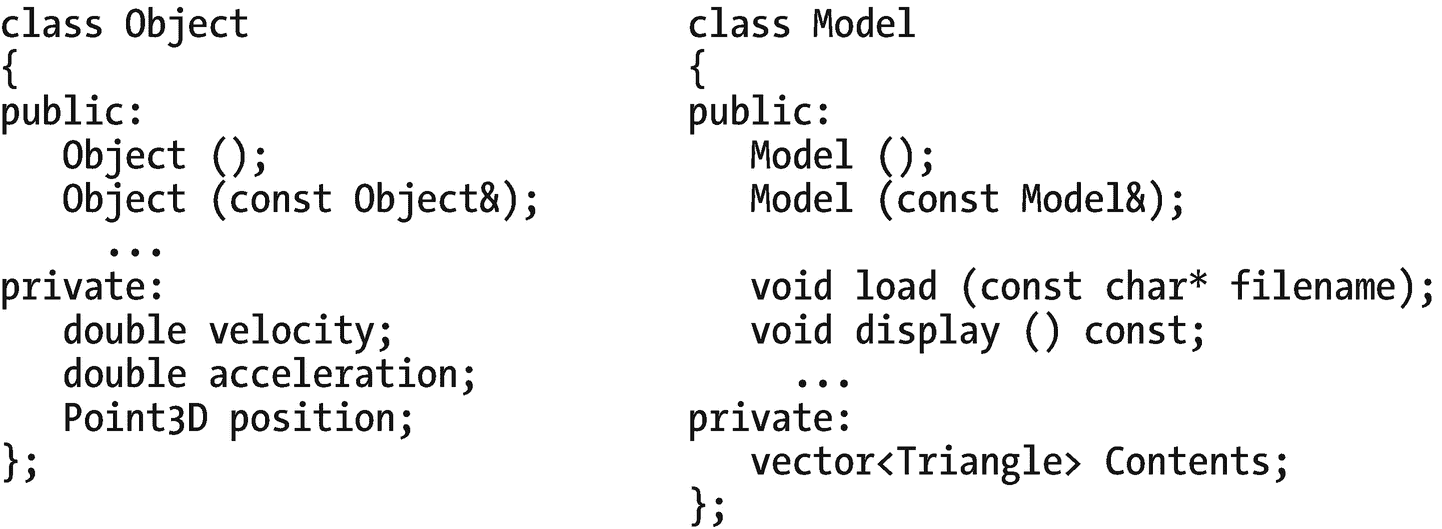 class Object
{
public:
   Object ();
   Object (const Object&);
     ...
private:
   double velocity;
   double acceleration;
   Point3D position;
};
class Model
{
public:
   Model ();
   Model (const Model&);

   void load (const char* filename);
   void display () const;
     ...
private:
   vector<Triangle> Contents;
};